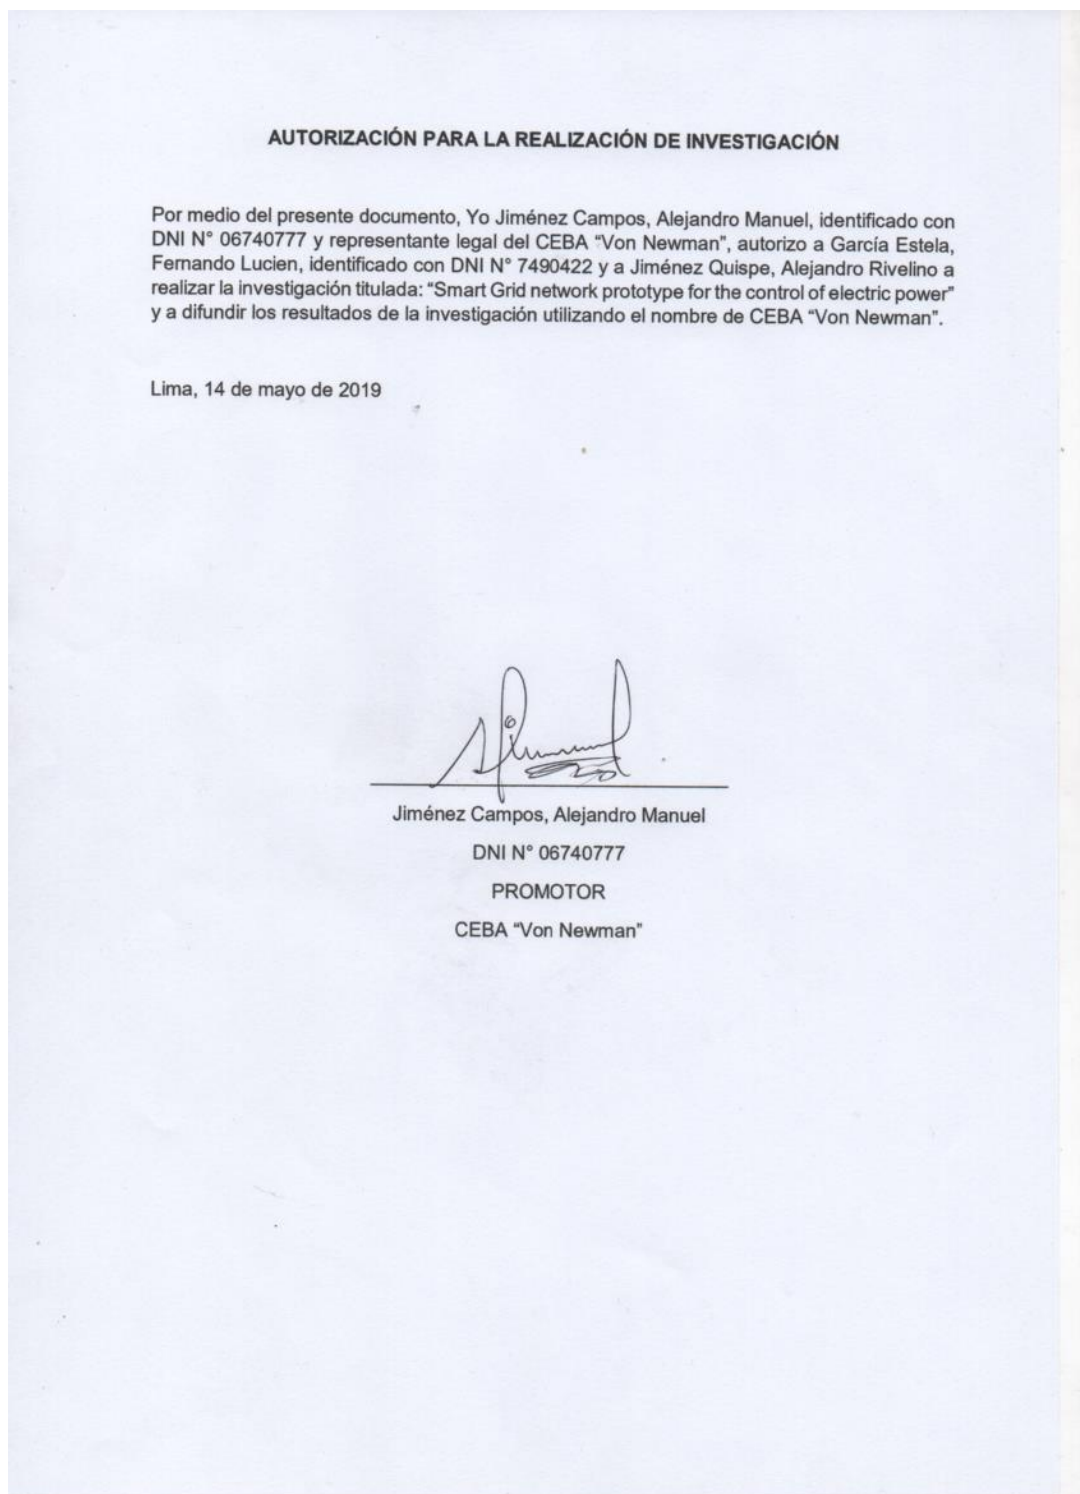 AUTORIZACIÓN PARA LA REALIZACIÓN DE INVESTIGACIÓN
Por medio del presente documento, Yo Jiménez Campos, Alejandro Manuel, identificado con
DNI N° 06740777 y representante legal del CEBA “Von Newman”, autorizo a García Estela,
Fernando Lucien, identificado con DNI N° 7490422 y a Jiménez Quispe, Alejandro Rivelino a
realizar la investigación titulada: “Smart Grid network prototype for the control of electric power”
y a difundir los resultados de la investigación utilizando el nombre de CEBA “Von Newman”.
Lima, 14 de mayo de 2019
Jiménez Campos, Alejandro Manuel
DNI N° 06740777
PROMOTOR
CEBA “Von Newman”